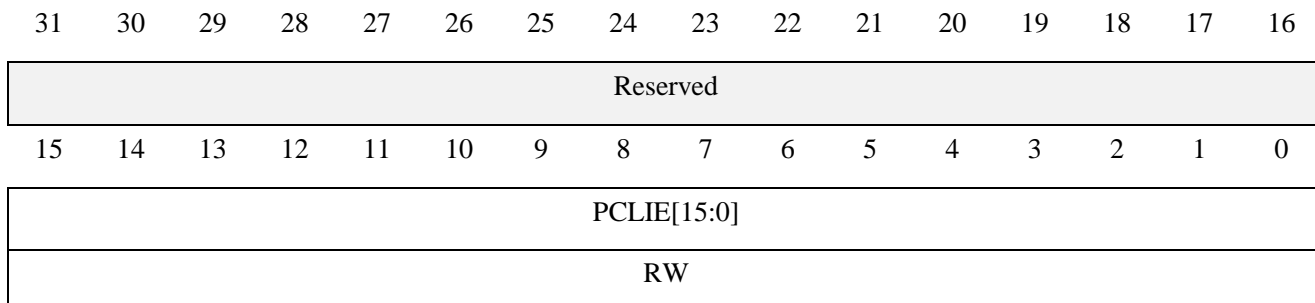 31 30 29 28 27 26 25 24 23 22 21 20 19 18 17 16
Reserved
15 14 13 12 11 10 9 8 7 6 5 4 3 2 1 0
PCLIE[15:0]
RW